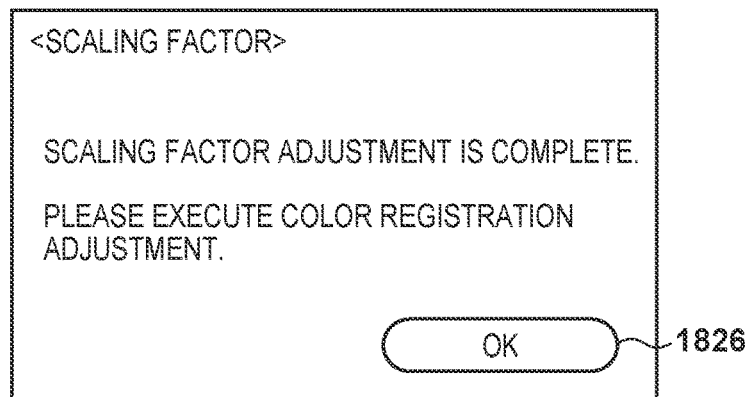 <SCALING FACTOR>
SCALING FACTOR ADJUSTMENT IS COMPLETE.
PLEASE EXECUTE COLOR REGISTRATION
ADJUSTMENT.
OK
1826